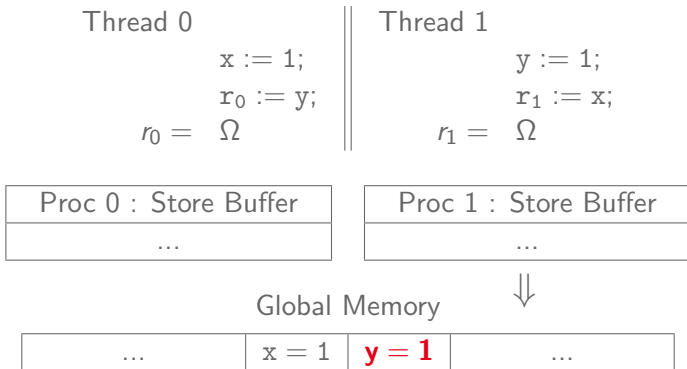 Thread 0 Thread 1
x := 1; y := 1;
r₀ := y; r₁ := x;
r₀ = Ω r₁ = Ω
Proc 0 : Store Buffer Proc 1 : Store Buffer
... ...
⇓
Global Memory
... x = 1 y = 1 ...